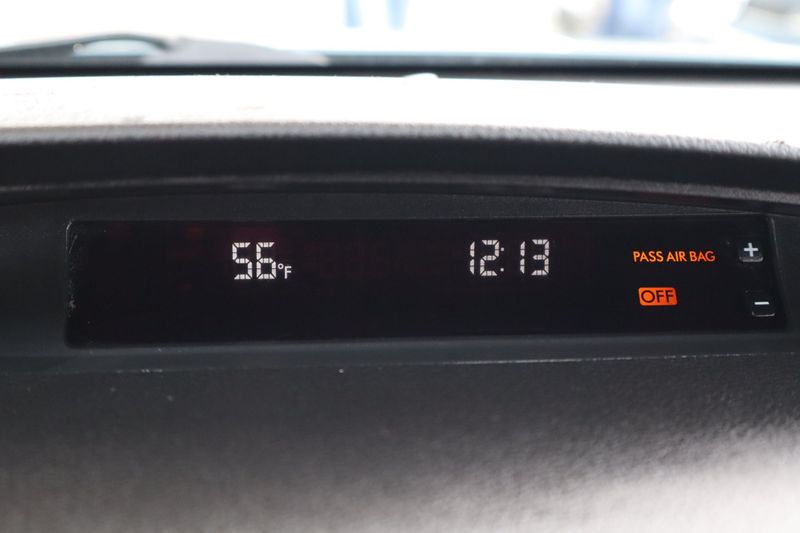 56°F
12:13
PASS AIR BAG
+
OFF
−